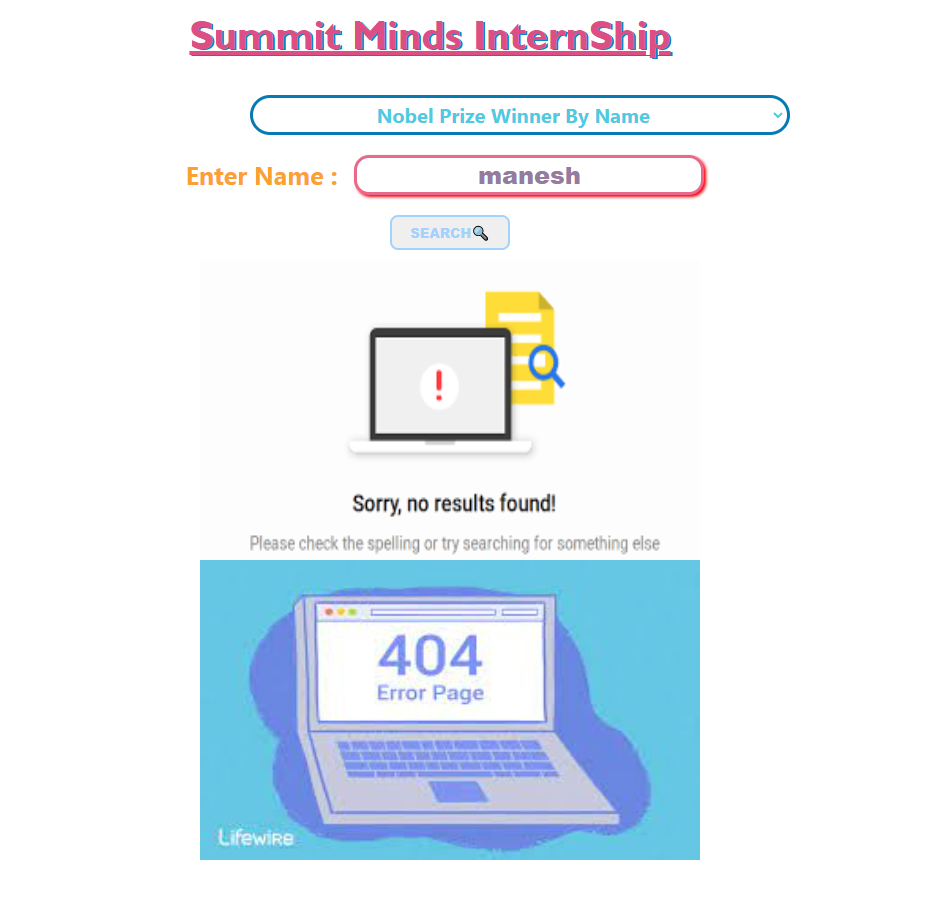 Summit Minds InternShip
Nobel Prize Winner By Name
Enter Name : manesh
SEARCH
Sorry, no results found!
Please check the spelling or try searching for something else
404
Error Page
Lifewire